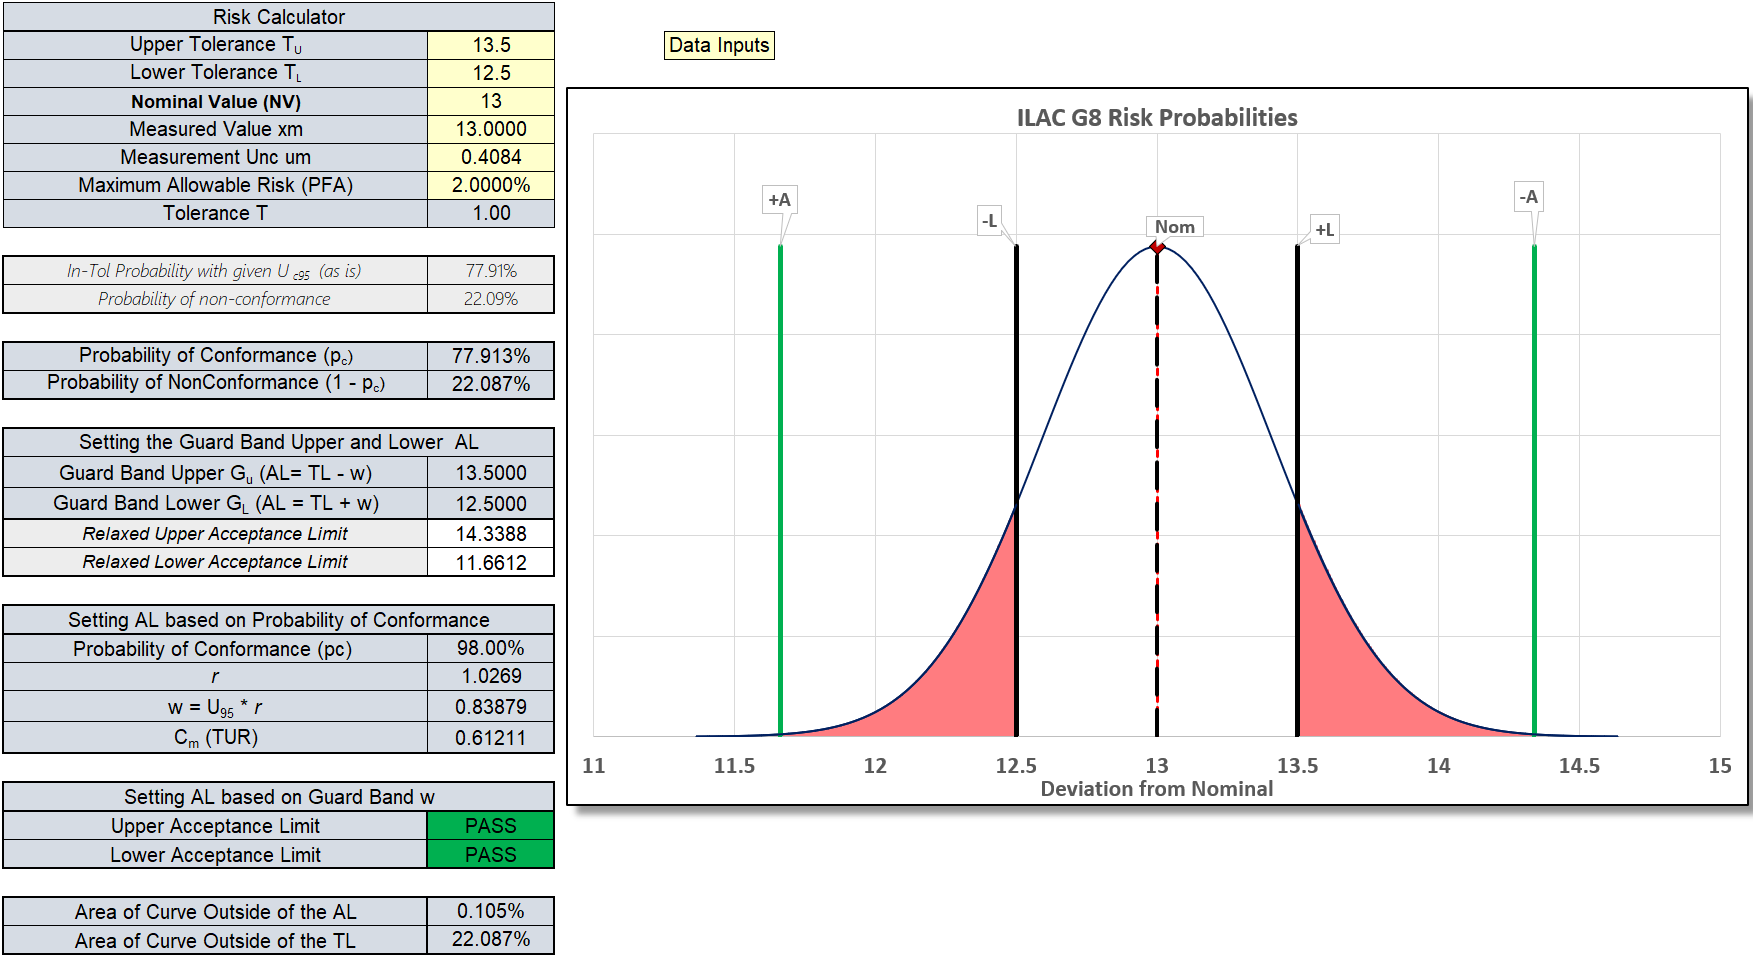 Risk Calculator
Upper Tolerance TU 13.5
Lower Tolerance TL 12.5
Nominal Value (NV) 13
Measured Value xm 13.0000
Measurement Unc um 0.4084
Maximum Allowable Risk (PFA) 2.0000%
Tolerance T 1.00
In-Tol Probability with given U c95 (as is) 77.91%
Probability of non-conformance 22.09%
Probability of Conformance (pc) 77.913%
Probability of NonConformance (1 - pc) 22.087%
Setting the Guard Band Upper and Lower AL
Guard Band Upper Gu (AL= TL - w) 13.5000
Guard Band Lower GL (AL = TL + w) 12.5000
Relaxed Upper Acceptance Limit 14.3388
Relaxed Lower Acceptance Limit 11.6612
Setting AL based on Probability of Conformance
Probability of Conformance (pc) 98.00%
r 1.0269
w = U95 * r 0.83879
Cm (TUR) 0.61211
Setting AL based on Guard Band w
Upper Acceptance Limit PASS
Lower Acceptance Limit PASS
Area of Curve Outside of the AL 0.105%
Area of Curve Outside of the TL 22.087%
Data Inputs
ILAC G8 Risk Probabilities
+A
-L
Nom
+L
-A
11 11.5 12 12.5 13 13.5 14 14.5 15
Deviation from Nominal